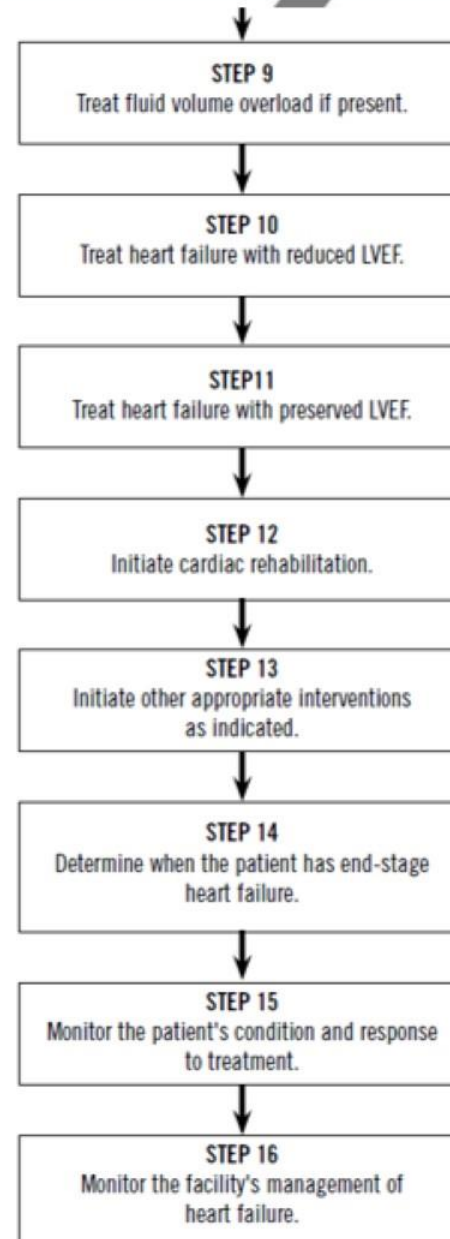 STEP 9
Treat fluid volume overload if present.
STEP 10
Treat heart failure with reduced LVEF.
STEP11
Treat heart failure with preserved LVEF.
STEP 12
Initiate cardiac rehabilitation.
STEP 13
Initiate other appropriate interventions
as indicated.
STEP 14
Determine when the patient has end-stage
heart failure.
STEP 15
Monitor the patient's condition and response
to treatment.
STEP 16
Monitor the facility's management of
heart failure.